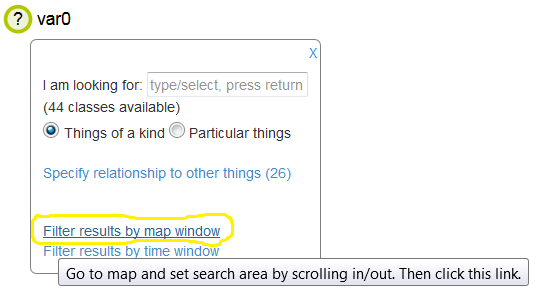 ? var0
X
I am looking for: type/select, press return
(44 classes available)
Things of a kind Particular things
Specify relationship to other things (26)
Filter results by map window
Filter results by time window
Go to map and set search area by scrolling in/out. Then click this link.